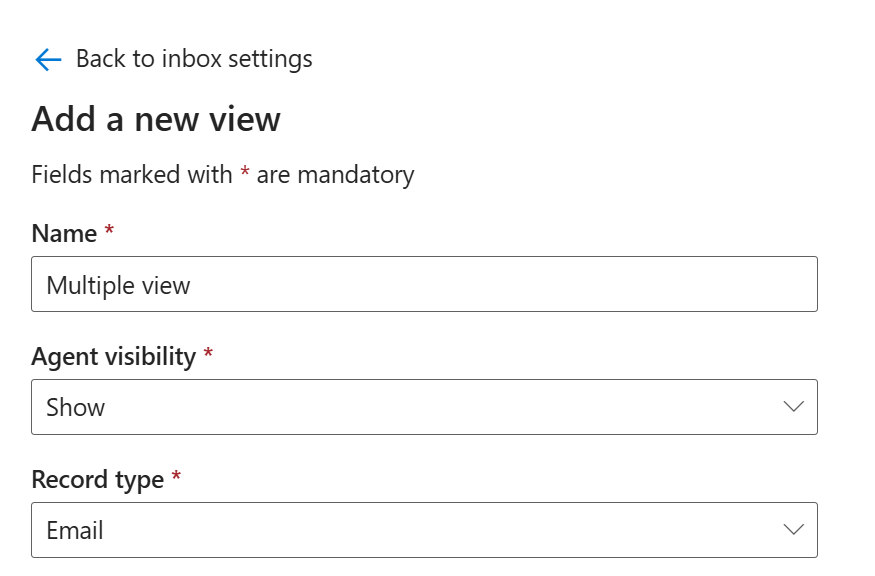 Back to inbox settings
Add a new view
Fields marked with * are mandatory
Name *
Multiple view
Agent visibility *
Show
Record type *
Email